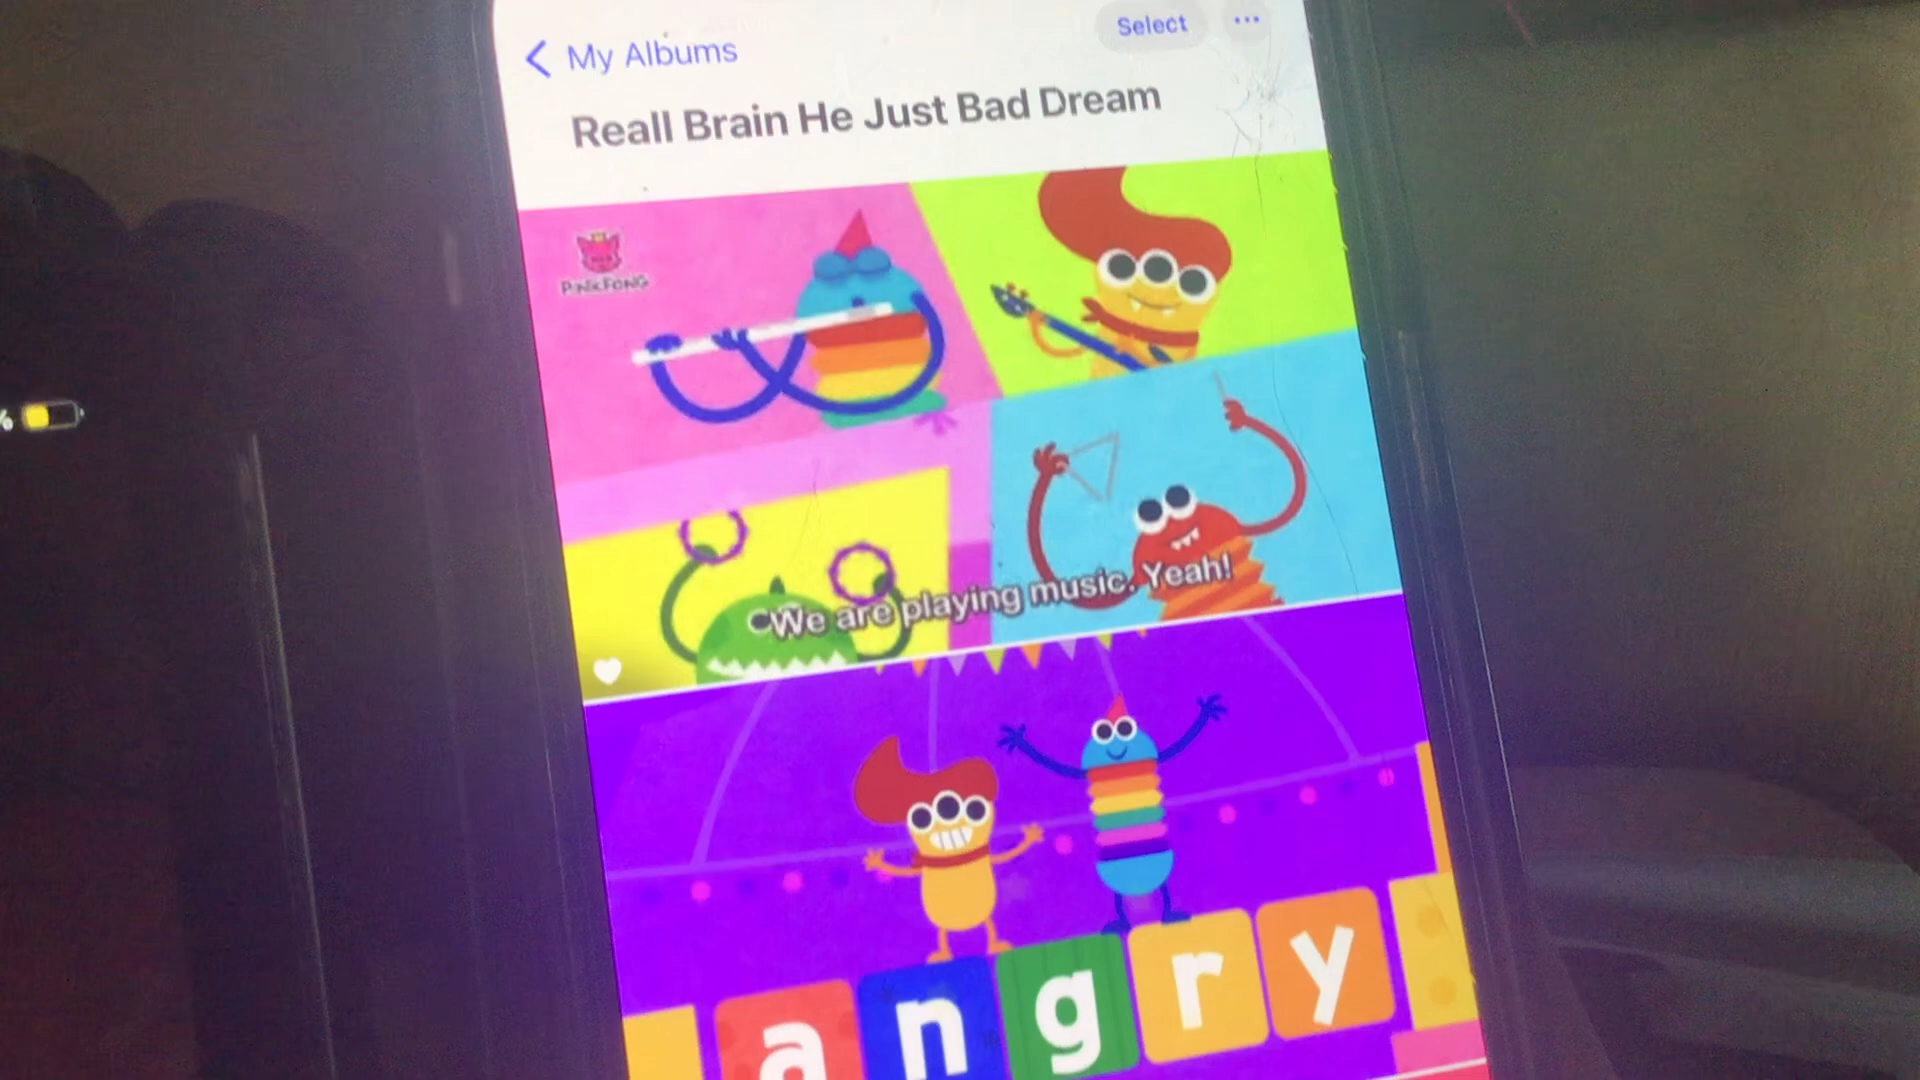 My Albums
Select
Reall Brain He Just Bad Dream
PINKFONG
We are playing music. Yeah!
angry
%